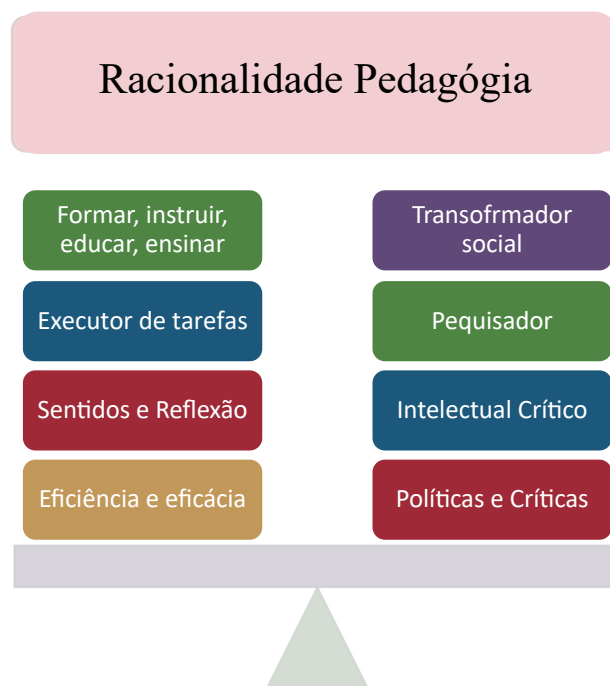 Racionalidade Pedagógia
Formar, instruir,
educar, ensinar
Executor de tarefas
Sentidos e Reflexão
Eficiência e eficácia
Transofrmador
social
Pequisador
Intelectual Crítico
Políticas e Críticas